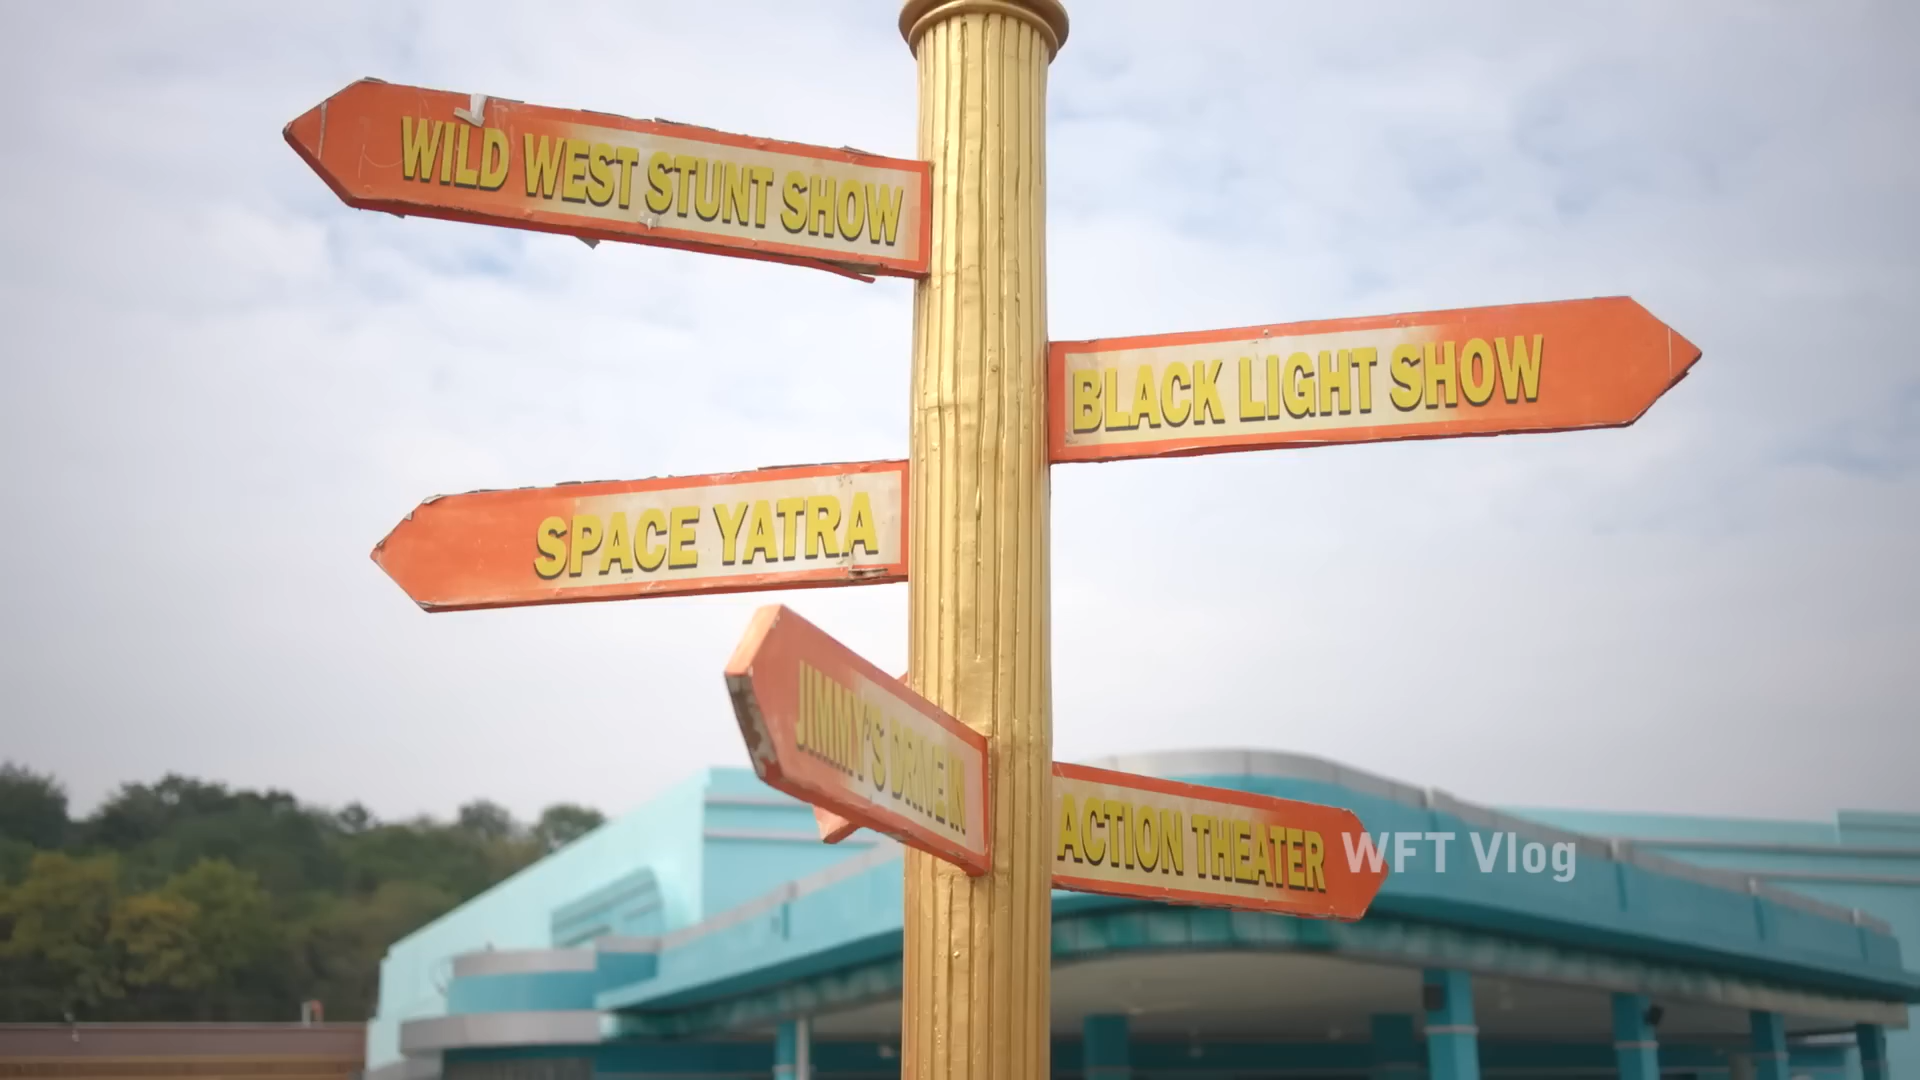 WILD WEST STUNT SHOW
BLACK LIGHT SHOW
SPACE YATRA
JIMMY'S DRIVE IN
ACTION THEATER
WFT Vlog